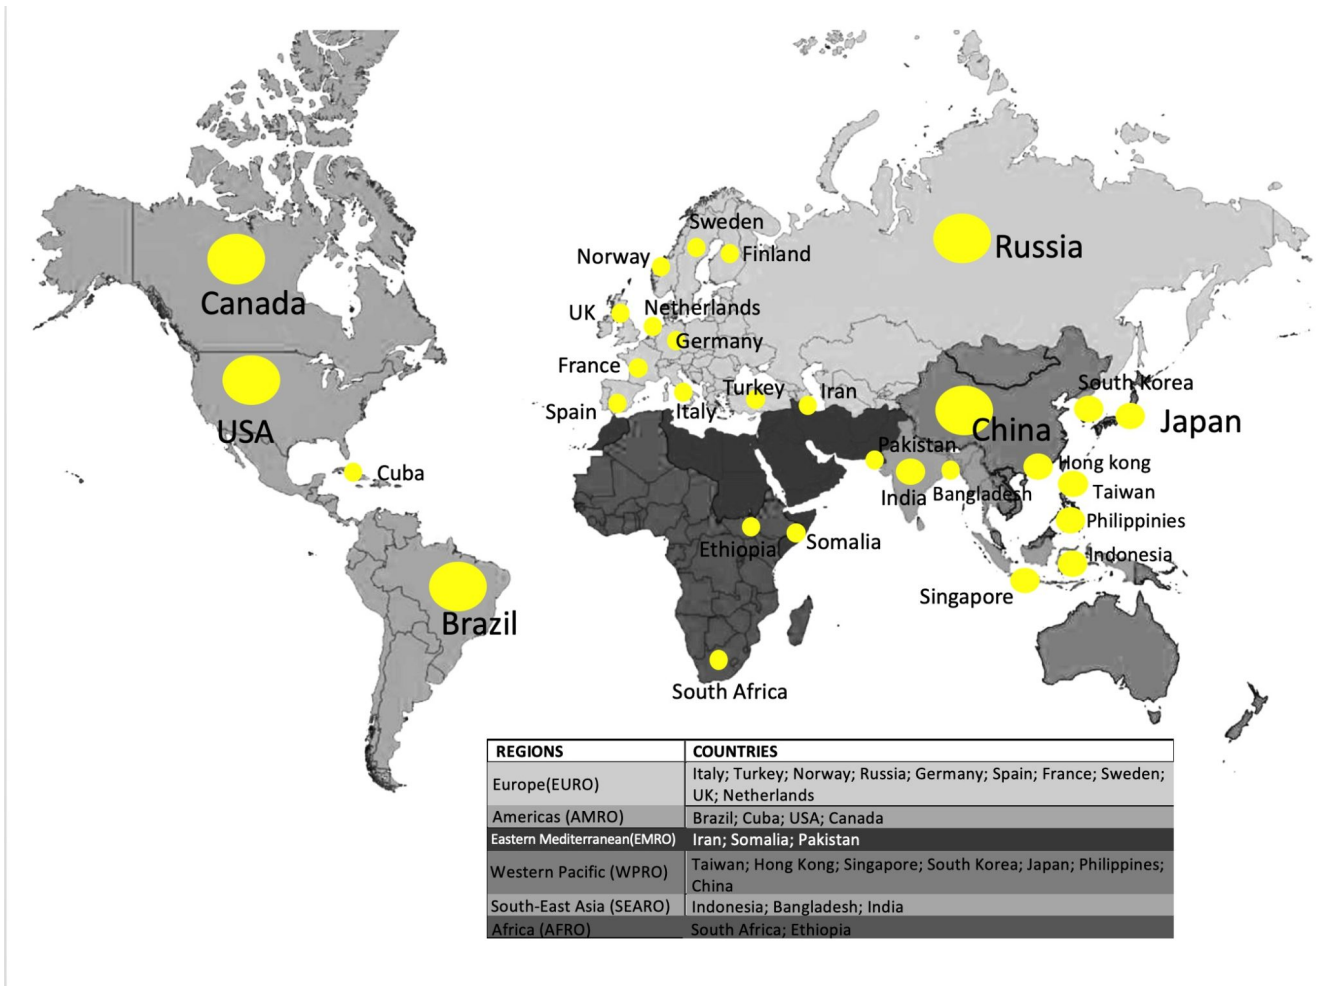 Sweden
Norway
Finland
Russia
Canada
UK
Netherlands
Germany
France
Turkey
Iran
South Korea
Spain
Italy
Japan
USA
China
Pakistan
Cuba
Hong kong
India
Bangladesh
Taiwan
Philippinies
Ethiopia
Somalia
Indonesia
Singapore
Brazil
South Africa
REGIONS COUNTRIES
Europe(EURO) Italy; Turkey; Norway; Russia; Germany; Spain; France; Sweden;
UK; Netherlands
Americas (AMRO) Brazil; Cuba; USA; Canada
Eastern Mediterranean(EMRO) Iran; Somalia; Pakistan
Western Pacific (WPRO) Taiwan; Hong Kong; Singapore; South Korea; Japan; Philippines;
China
South-East Asia (SEARO) Indonesia; Bangladesh; India
Africa (AFRO) South Africa; Ethiopia